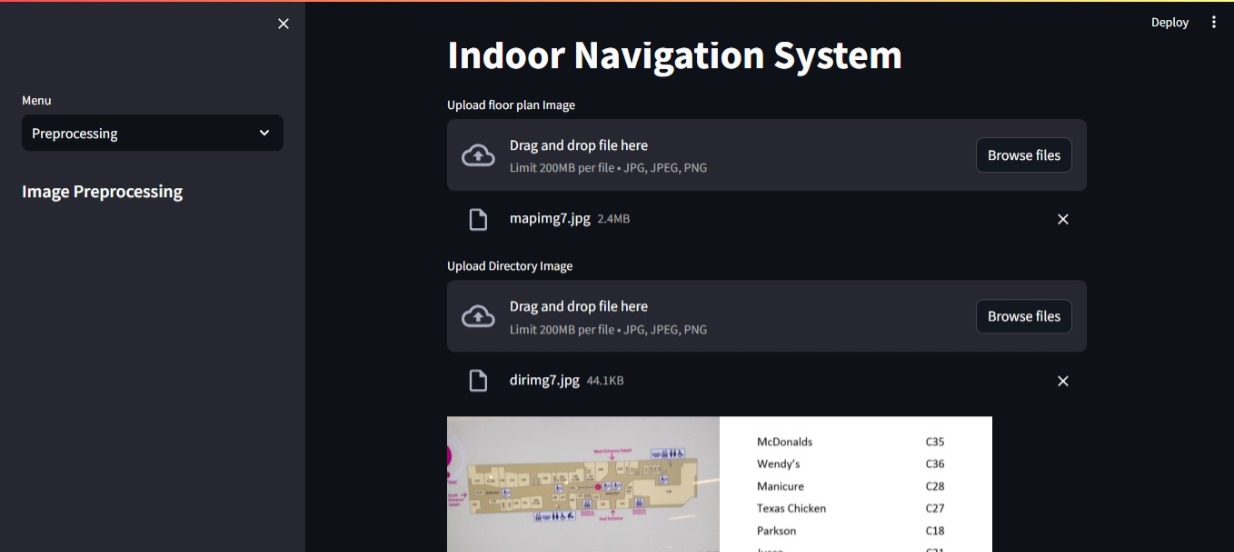 Deploy
Indoor Navigation System
Menu
Preprocessing
Image Preprocessing
Upload floor plan Image
Drag and drop file here
Limit 200MB per file • JPG, JPEG, PNG
Browse files
mapimg7.jpg 2.4MB
Upload Directory Image
Drag and drop file here
Limit 200MB per file • JPG, JPEG, PNG
Browse files
dirimg7.jpg 44.1KB
McDonalds C35
Wendy's C36
Manicure C28
Texas Chicken C27
Parkson C18